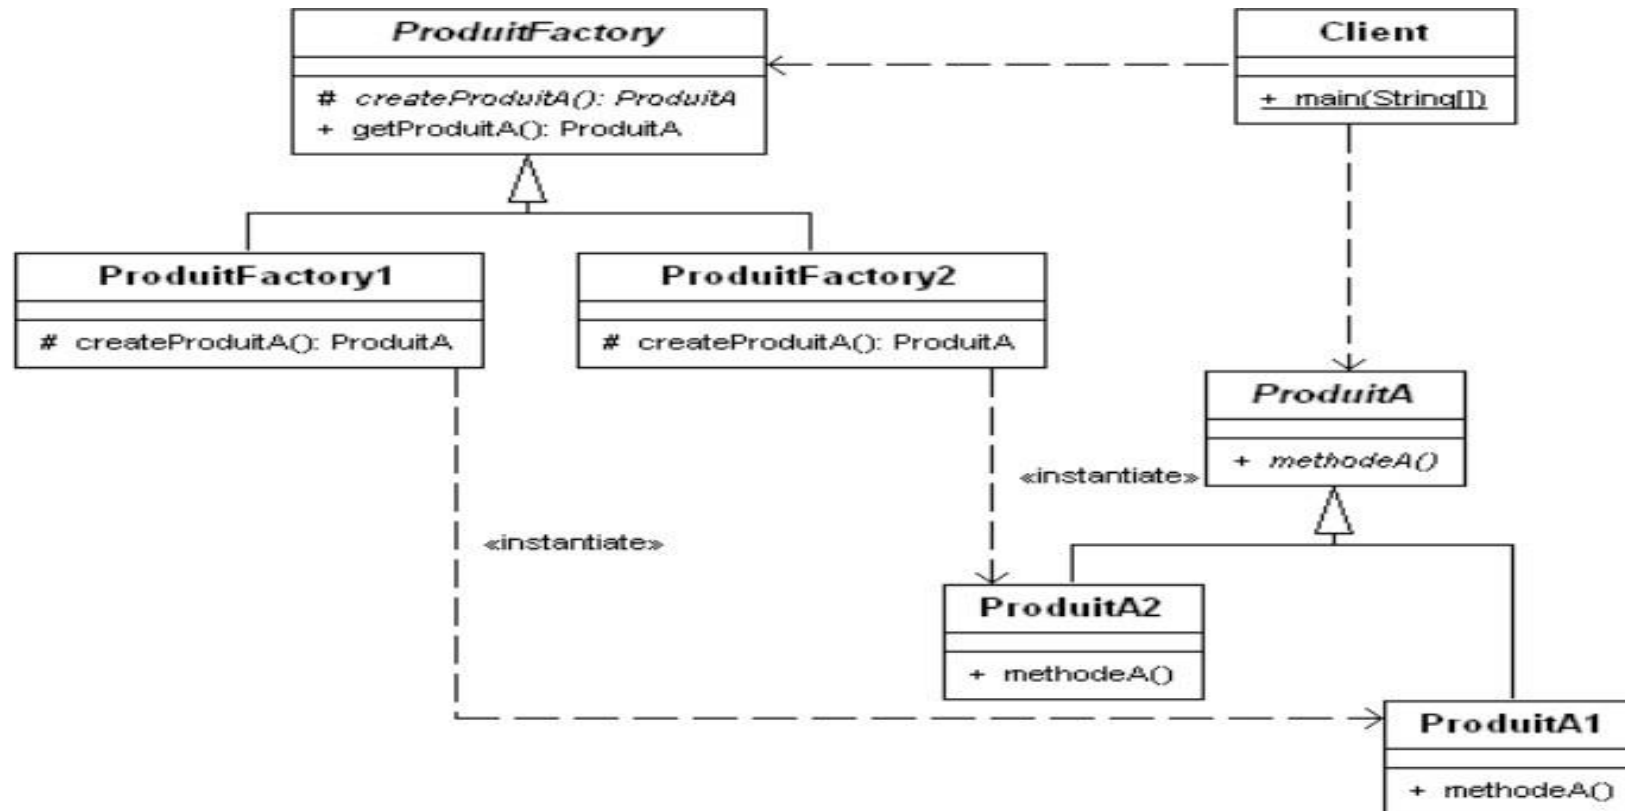 ProduitFactory
# createProduitA(): ProduitA
+ getProduitA(): ProduitA
Client
+ main(String[])
ProduitFactory1
# createProduitA(): ProduitA
ProduitFactory2
# createProduitA(): ProduitA
ProduitA
+ methodeA()
«instantiate»
«instantiate»
ProduitA2
+ methodeA()
ProduitA1
+ methodeA()